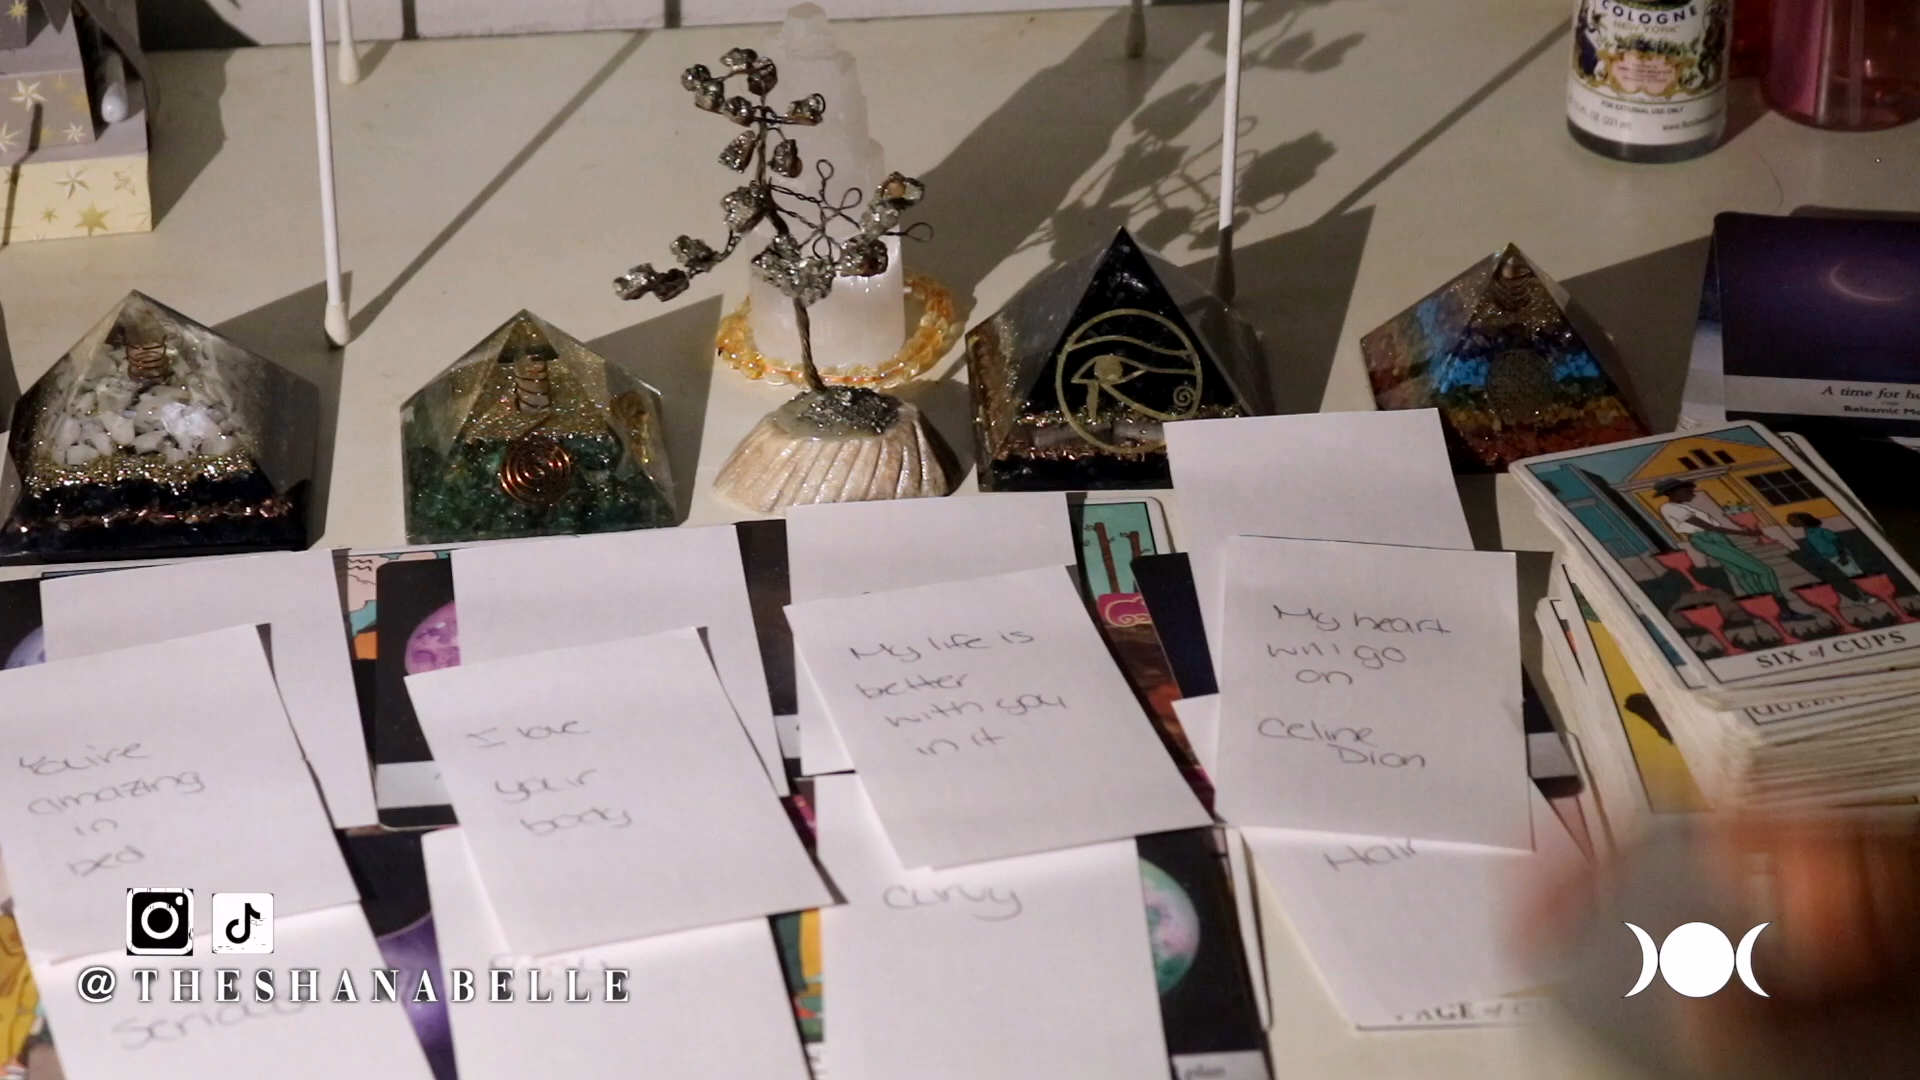 COLOGNE
NEW YORK
FOR EXTERNAL USE ONLY
A time for
Balsamic
SIX of CUPS
QUEEN
My heart
will go
on
Celine
Dion
My life is
better
with you
in it
I love
your
body
You're
amazing
in
bed
Hair
Curvy
@THESHANABELLE